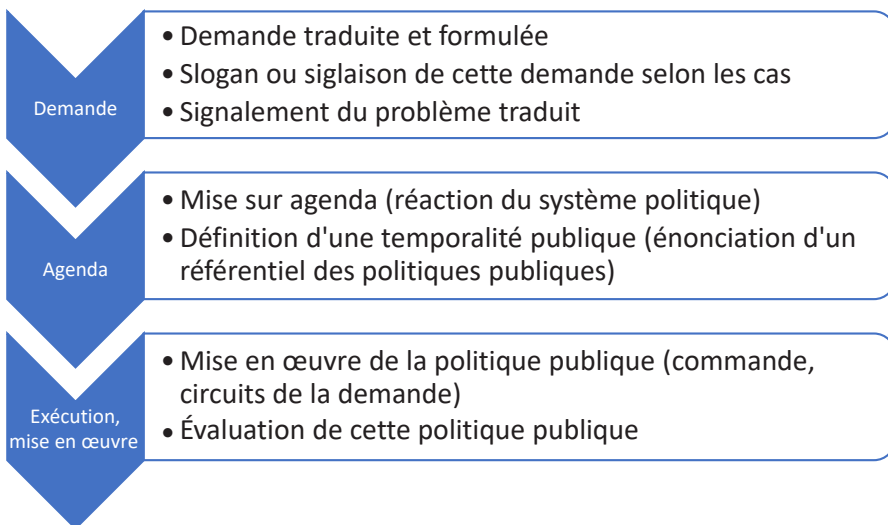 Demande
• Demande traduite et formulée
• Slogan ou siglaison de cette demande selon les cas
• Signalement du problème traduit
Agenda
• Mise sur agenda (réaction du système politique)
• Définition d'une temporalité publique (énonciation d'un
référentiel des politiques publiques)
Exécution,
mise en œuvre
• Mise en œuvre de la politique publique (commande,
circuits de la demande)
• Évaluation de cette politique publique